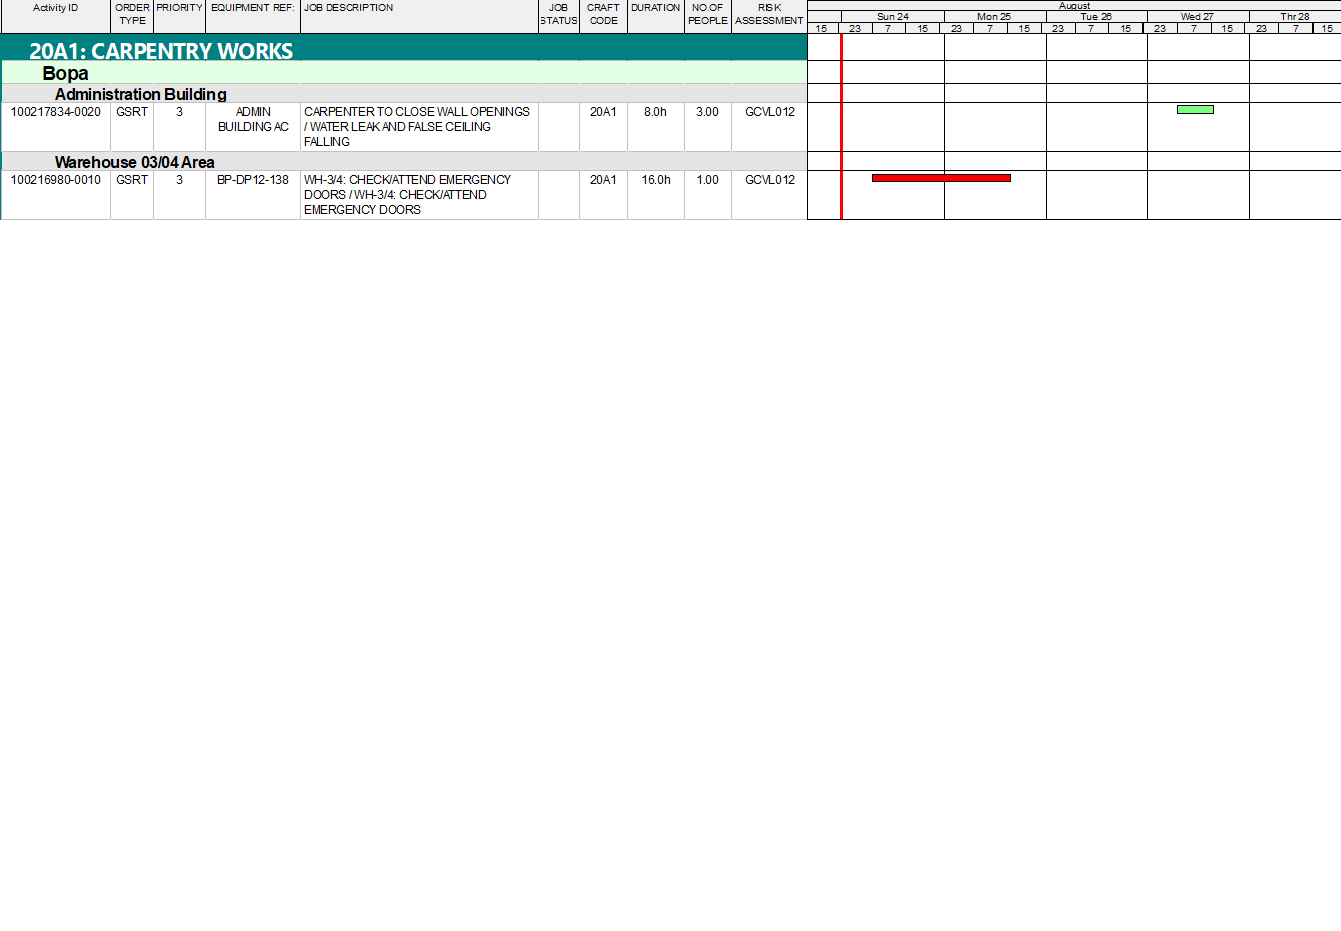 Activity ID ORDER PRIORITY EQUIPMENT REF: JOB DESCRIPTION JOB CRAFT DURATION NO.OF RISK August
TYPE STATUS CODE PEOPLE ASSESSMENT Sun 24 Mon 25 Tue 26 Wed 27 Thr 28
15 23 7 15 23 7 15 23 7 15 23 7 15 23 7 15
20A1: CARPENTRY WORKS
Bopa
Administration Building
100217834-0020 GSRT 3 ADMIN CARPENTER TO CLOSE WALL OPENINGS 20A1 8.0h 3.00 GCVL012
BUILDING AC / WATER LEAK AND FALSE CEILING
FALLING
Warehouse 03/04 Area
100216980-0010 GSRT 3 BP-DP12-138 WH-3/4: CHECK/ATTEND EMERGENCY 20A1 16.0h 1.00 GCVL012
DOORS / WH-3/4: CHECK/ATTEND
EMERGENCY DOORS